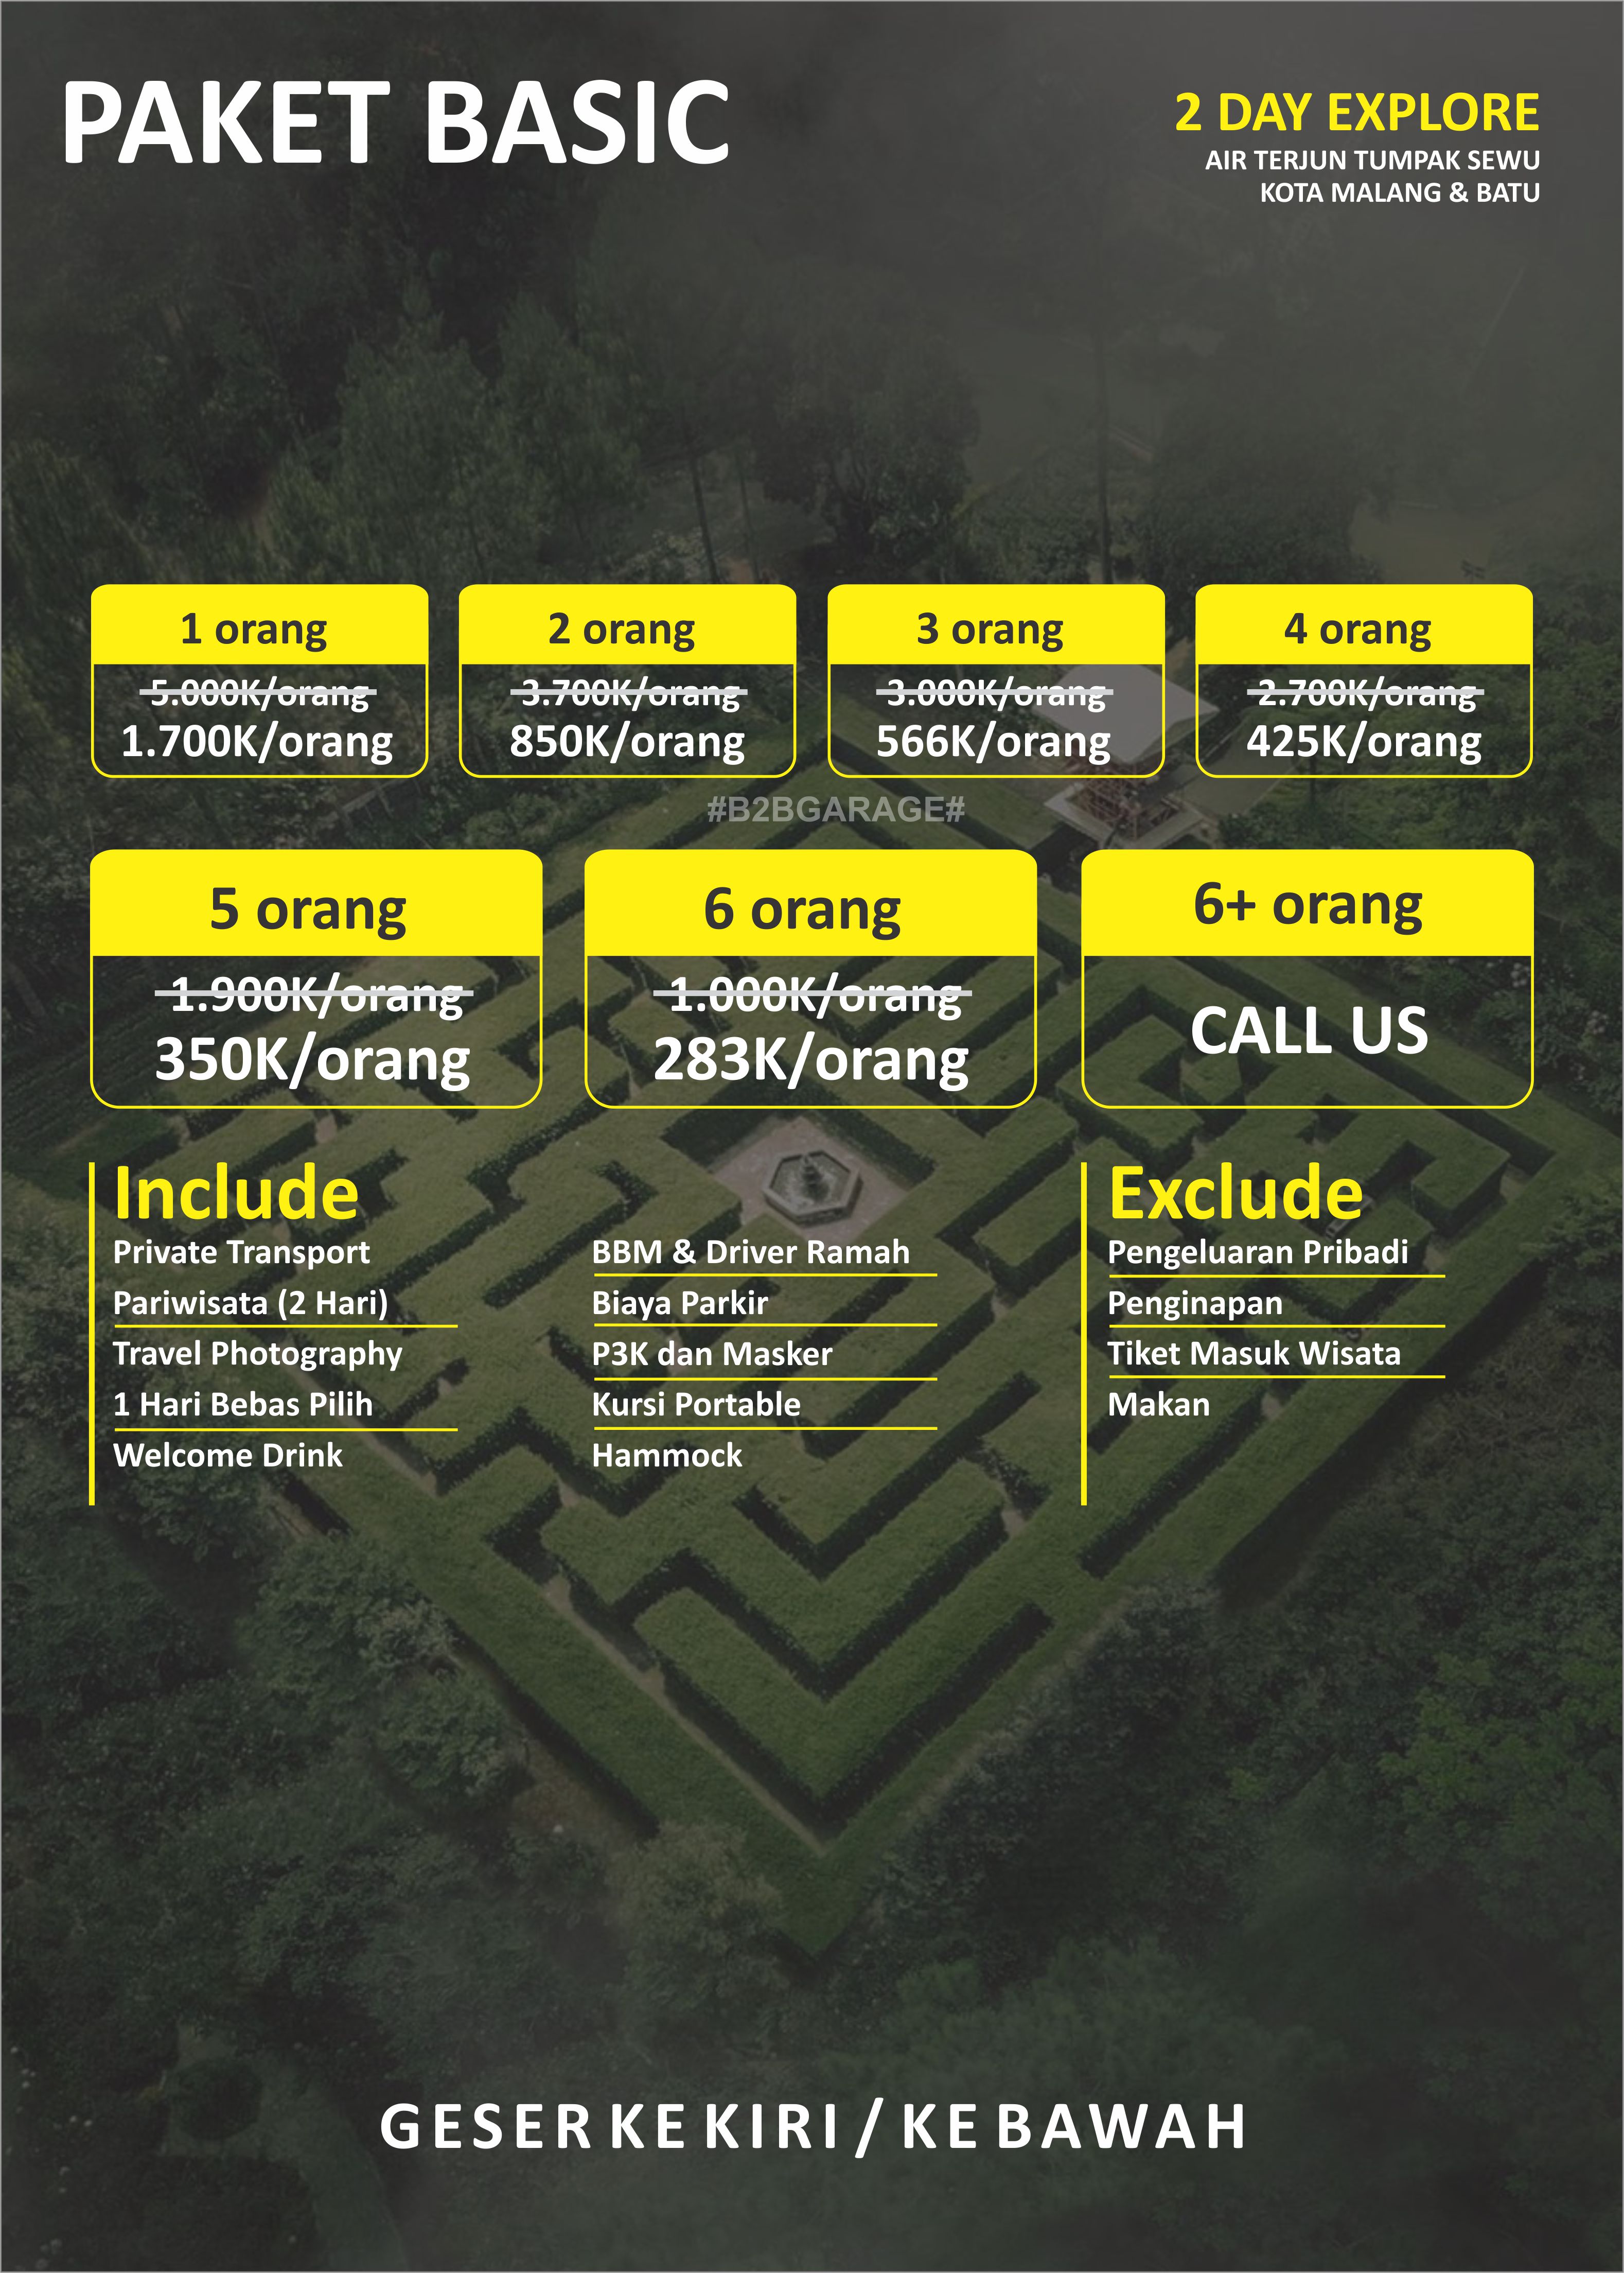 PAKET BASIC
2 DAY EXPLORE
AIR TERJUN TUMPAK SEWU
KOTA MALANG & BATU
1 orang
5.000K/orang
1.700K/orang
2 orang
3.700K/orang
850K/orang
3 orang
3.000K/orang
566K/orang
4 orang
2.700K/orang
425K/orang
#B2BGARAGE#
5 orang
1.900K/orang
350K/orang
6 orang
1.000K/orang
283K/orang
6+ orang
CALL US
Include
Private Transport
Pariwisata (2 Hari)
Travel Photography
1 Hari Bebas Pilih
Welcome Drink
BBM & Driver Ramah
Biaya Parkir
P3K dan Masker
Kursi Portable
Hammock
Exclude
Pengeluaran Pribadi
Penginapan
Tiket Masuk Wisata
Makan
GESER KE KIRI / KE BAWAH